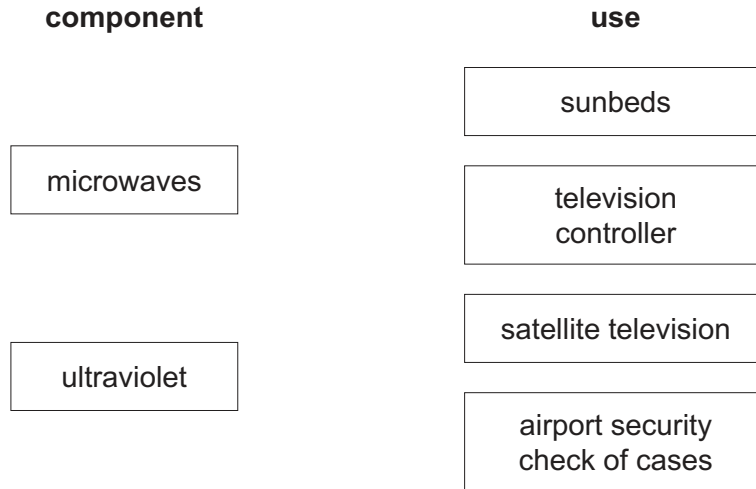 component
use
sunbeds
microwaves
television
controller
satellite television
ultraviolet
airport security
check of cases